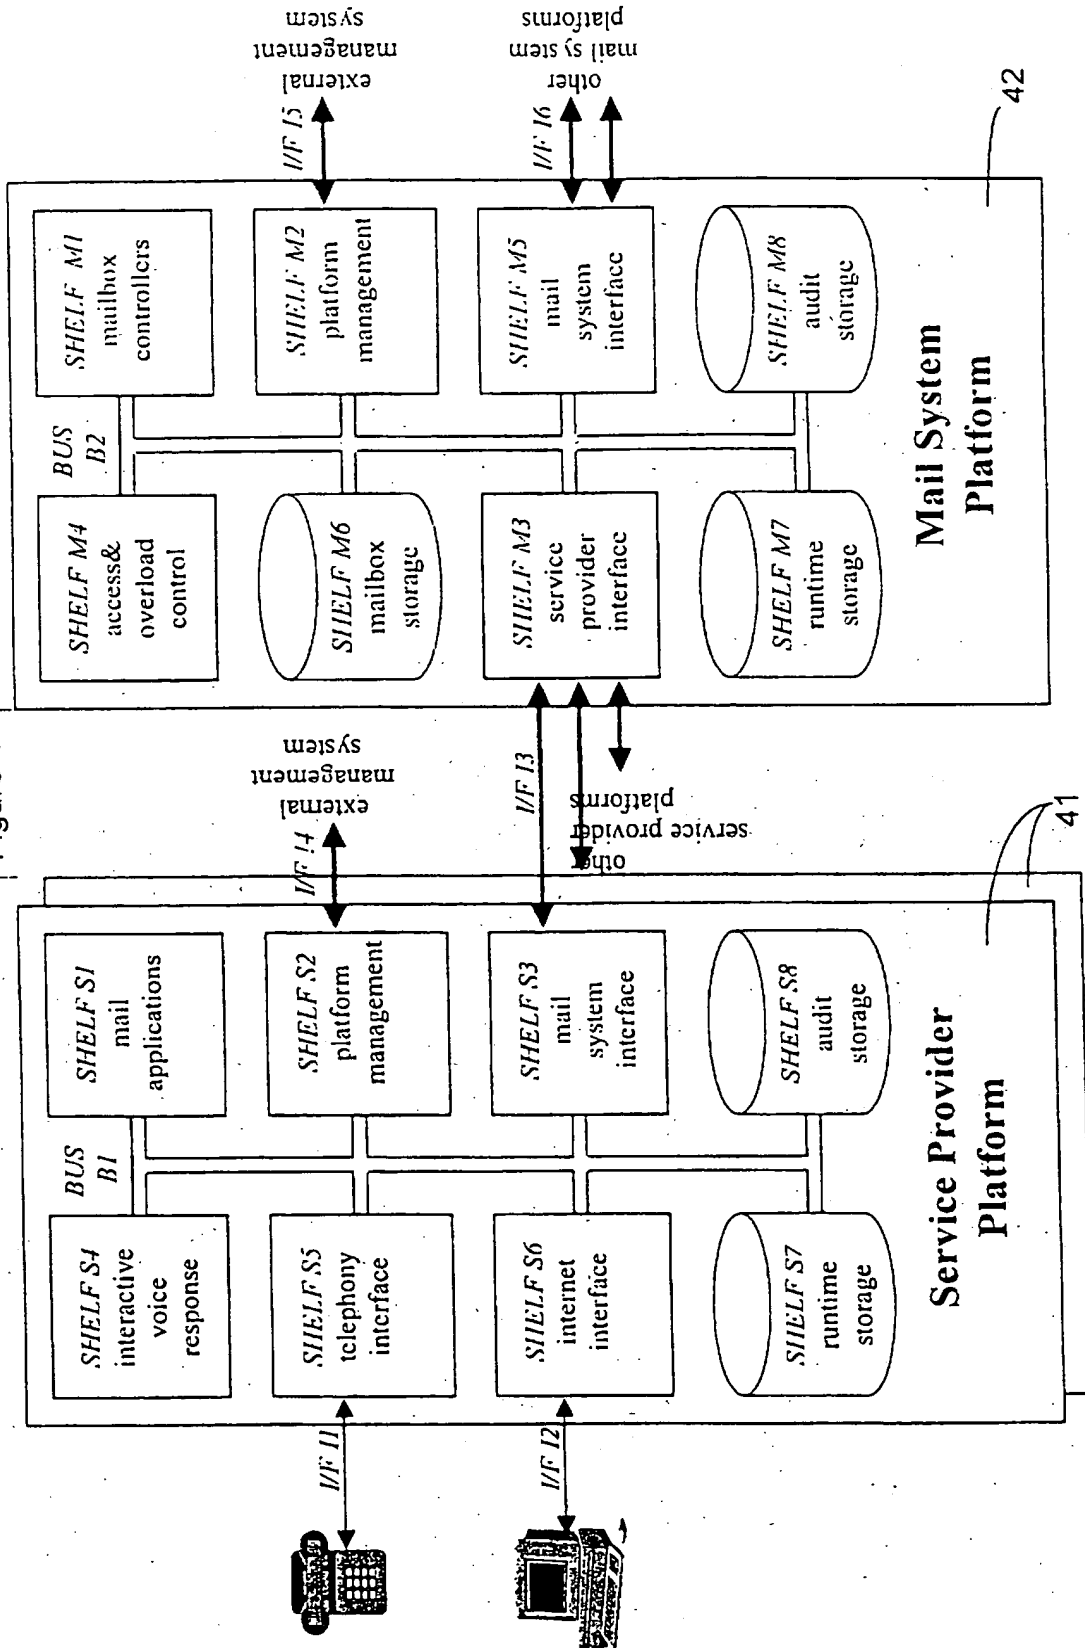 SHELF S4
interactive
voice
response
BUS
B1
SHELF S1
mail
applications
SHELF S5
telephony
interface
SHELF S2
platform
management
SHELF S6
internet
interface
SHELF S3
mail
system
interface
SHELF S7
runtime
storage
SHELF S8
audit
storage
Service Provider
Platform
I/F I1
I/F I2
I/F I4
external
management
system
I/F I3
other
service provider
platforms
41
SHELF M4
access&
overload
control
BUS
B2
SHELF M1
mailbox
controllers
SHELF M6
mailbox
storage
SHELF M2
platform
management
SHELF M3
service
provider
interface
SHELF M5
mail
system
interface
SHELF M7
runtime
storage
SHELF M8
audit
storage
Mail System
Platform
I/F I5
external
management
system
I/F I6
other
mail system
platforms
42